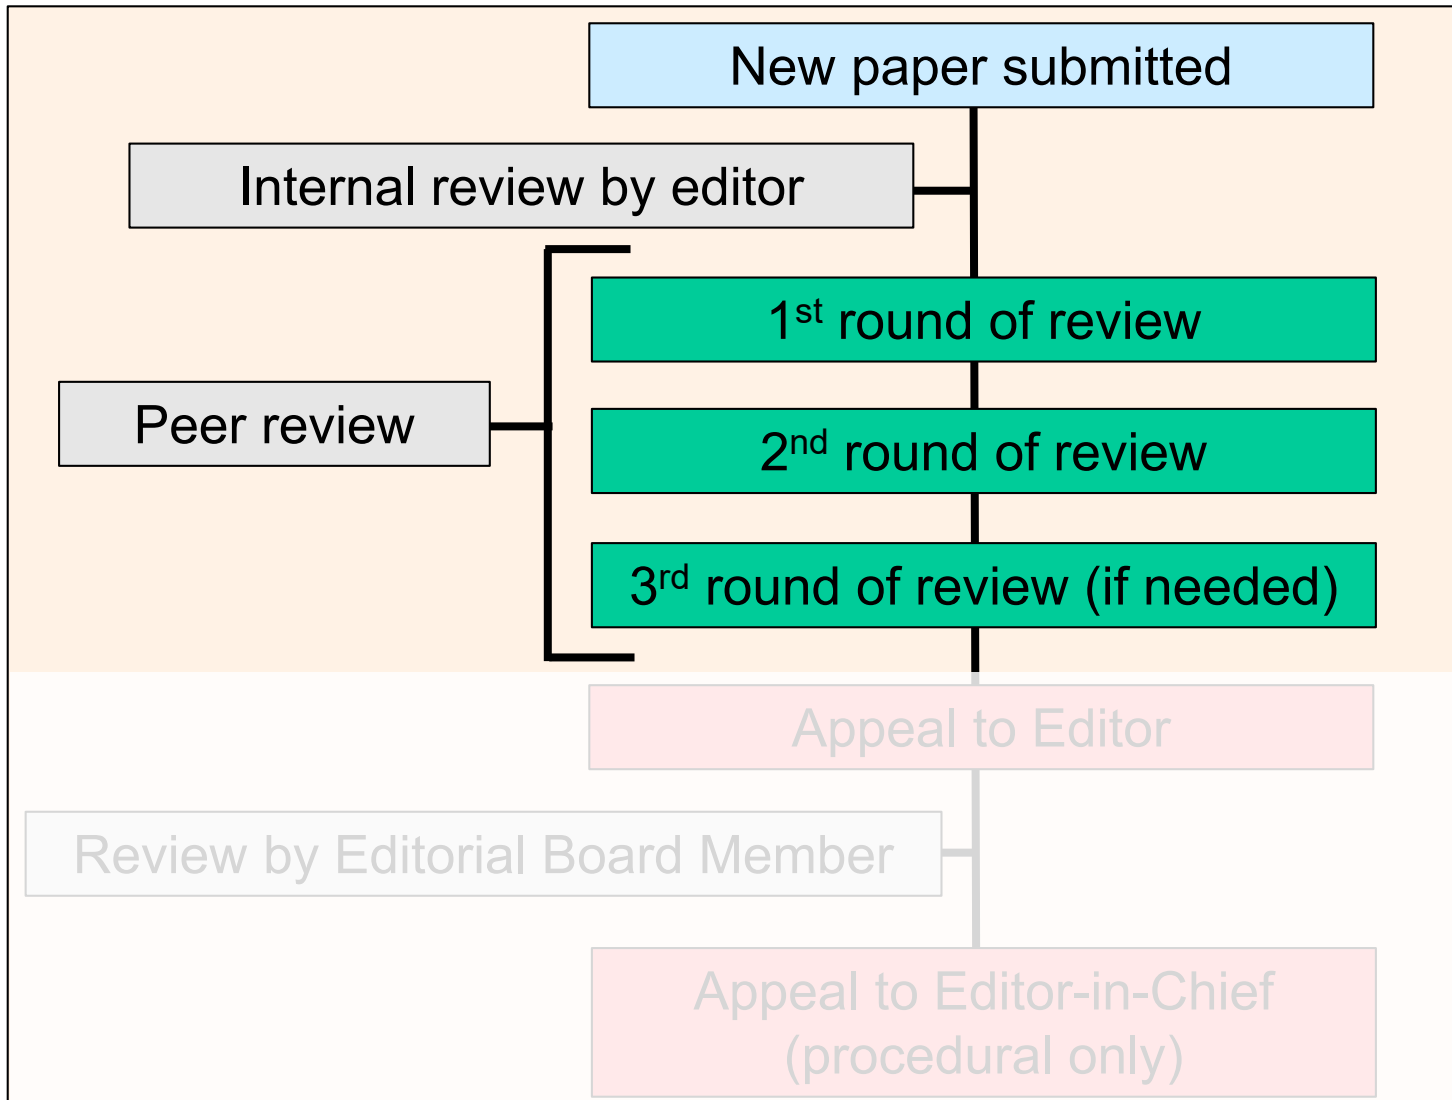 New paper submitted
Internal review by editor
1st round of review
Peer review
2nd round of review
3rd round of review (if needed)
Appeal to Editor
Review by Editorial Board Member
Appeal to Editor-in-Chief
(procedural only)